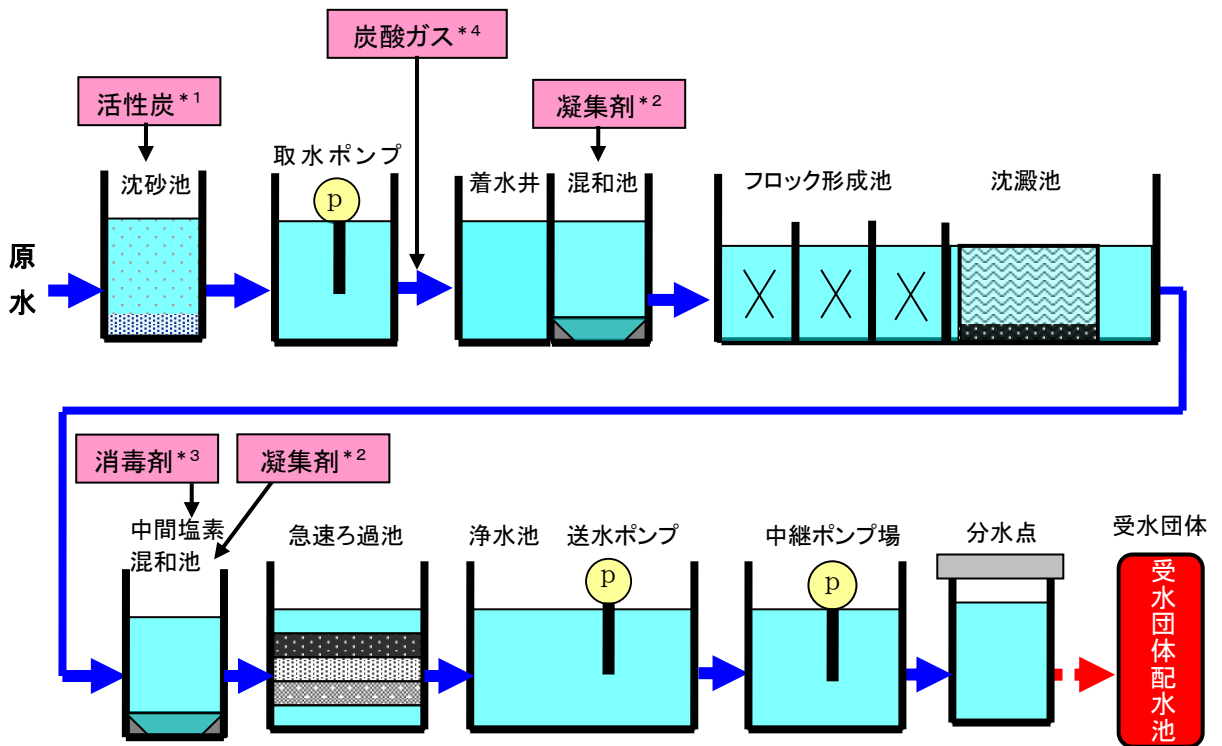 炭酸ガス*4
活性炭*1
凝集剤*2
沈砂池
取水ポンプ
着水井
混和池
フロック形成池
沈澱池
原
水
p
消毒剤*3
凝集剤*2
中間塩素
混和池
急速ろ過池
浄水池
送水ポンプ
中継ポンプ場
分水点
受水団体
p
p
受水団体配水池